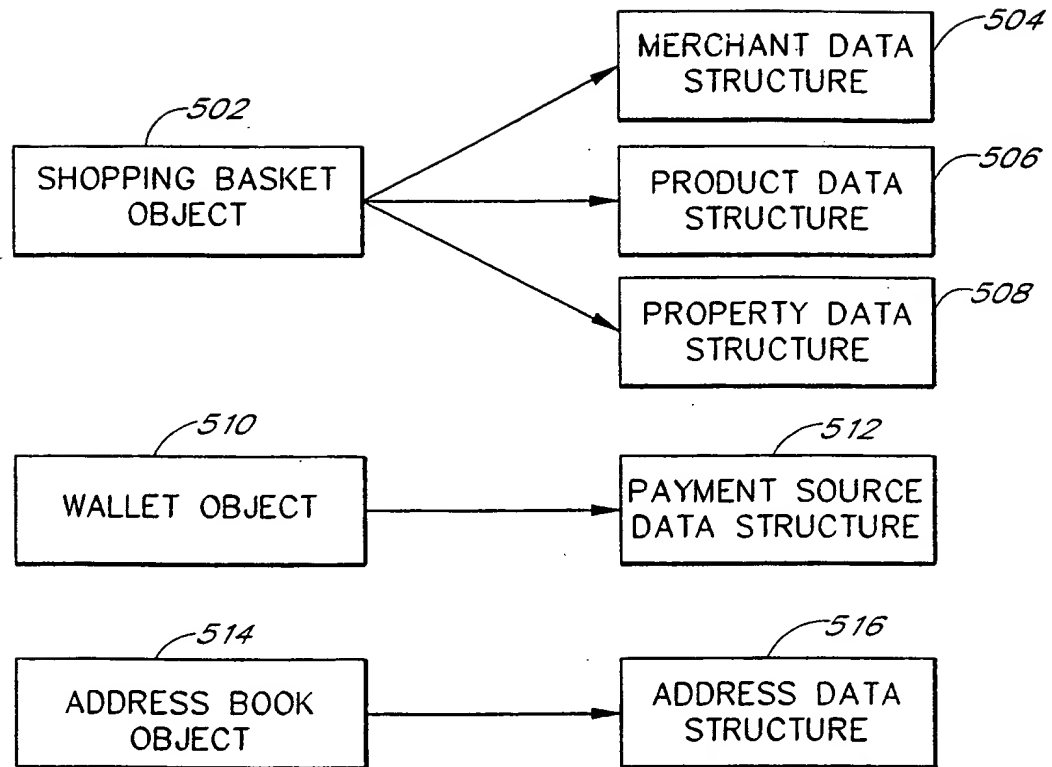 504
MERCHANT DATA
STRUCTURE
502
SHOPPING BASKET
OBJECT
506
PRODUCT DATA
STRUCTURE
508
PROPERTY DATA
STRUCTURE
510
WALLET OBJECT
512
PAYMENT SOURCE
DATA STRUCTURE
514
ADDRESS BOOK
OBJECT
516
ADDRESS DATA
STRUCTURE